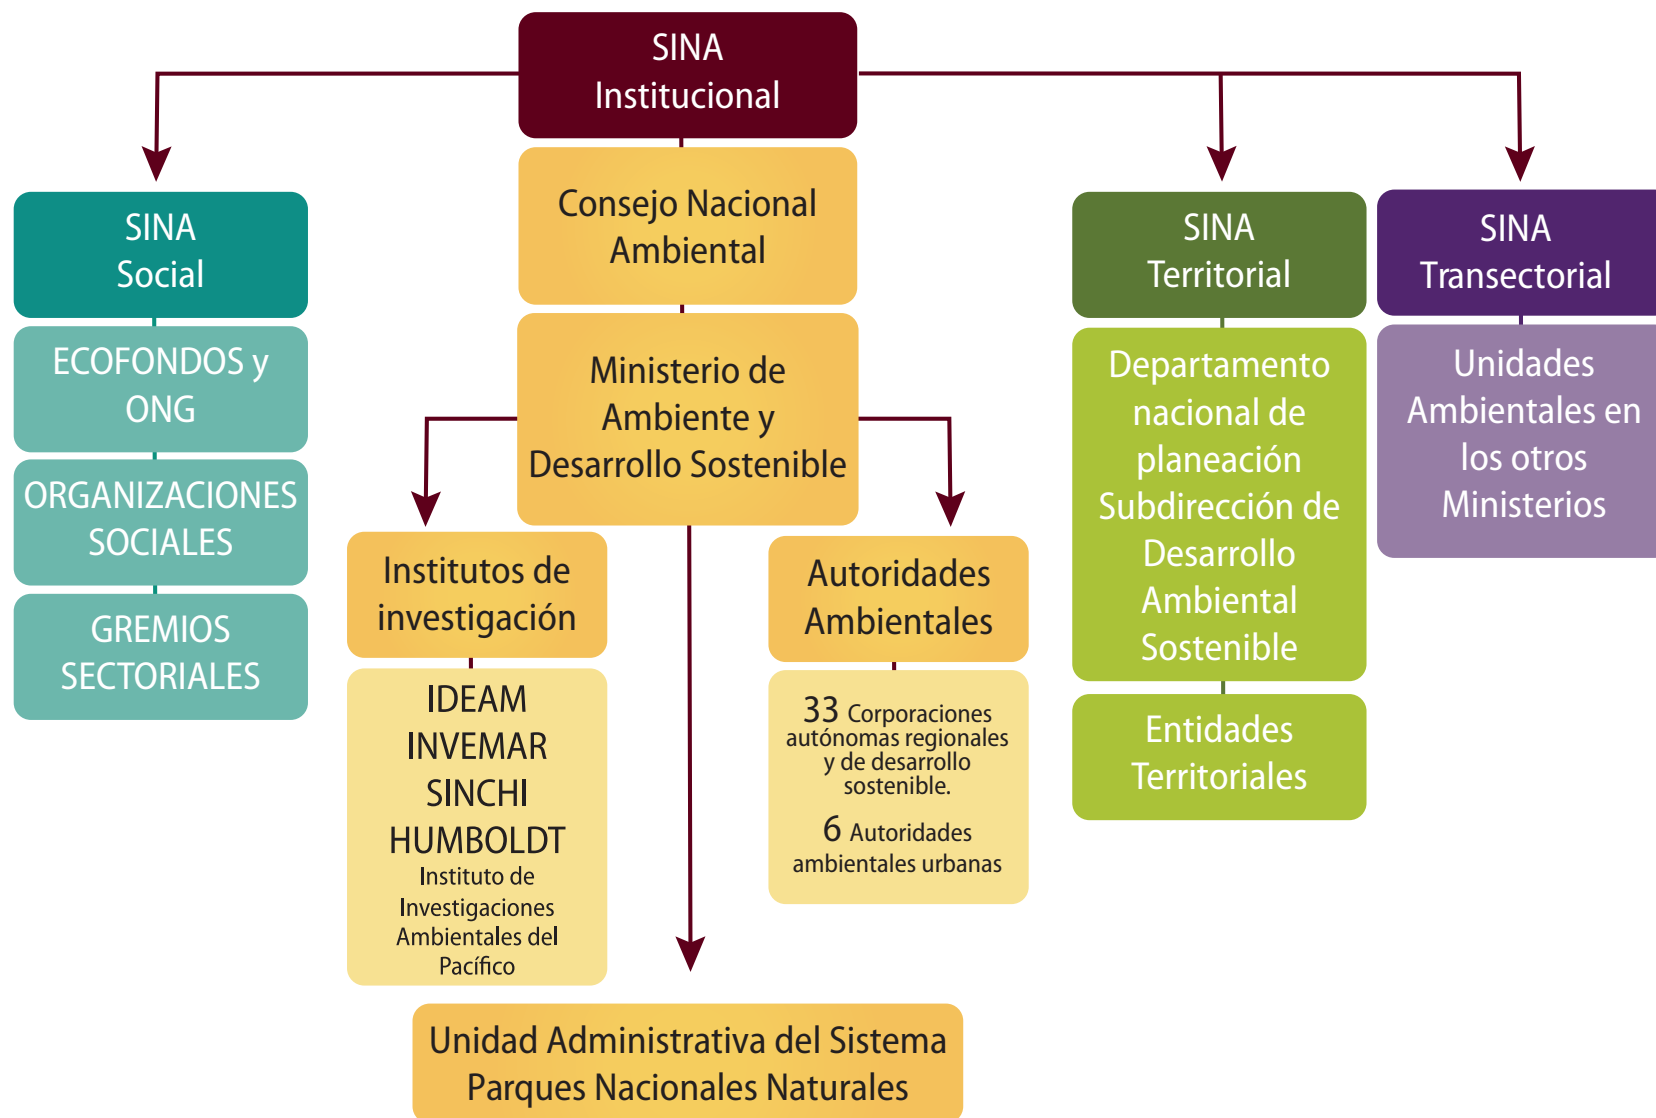 SINA
Institucional
Consejo Nacional
Ambiental
Ministerio de
Ambiente y
Desarrollo Sostenible
SINA
Social
ECOFONDOS y
ONG
ORGANIZACIONES
SOCIALES
GREMIOS
SECTORIALES
Institutos de
investigación
IDEAM
INVEMAR
SINCHI
HUMBOLDT
Instituto de
Investigaciones
Ambientales del
Pacífico
Autoridades
Ambientales
33 Corporaciones
autónomas regionales
y de desarrollo
sostenible.
6 Autoridades
ambientales urbanas
Unidad Administrativa del Sistema
Parques Nacionales Naturales
SINA
Territorial
Departamento
nacional de
planeación
Subdirección de
Desarrollo
Ambiental
Sostenible
Entidades
Territoriales
SINA
Transectorial
Unidades
Ambientales en
los otros
Ministerios